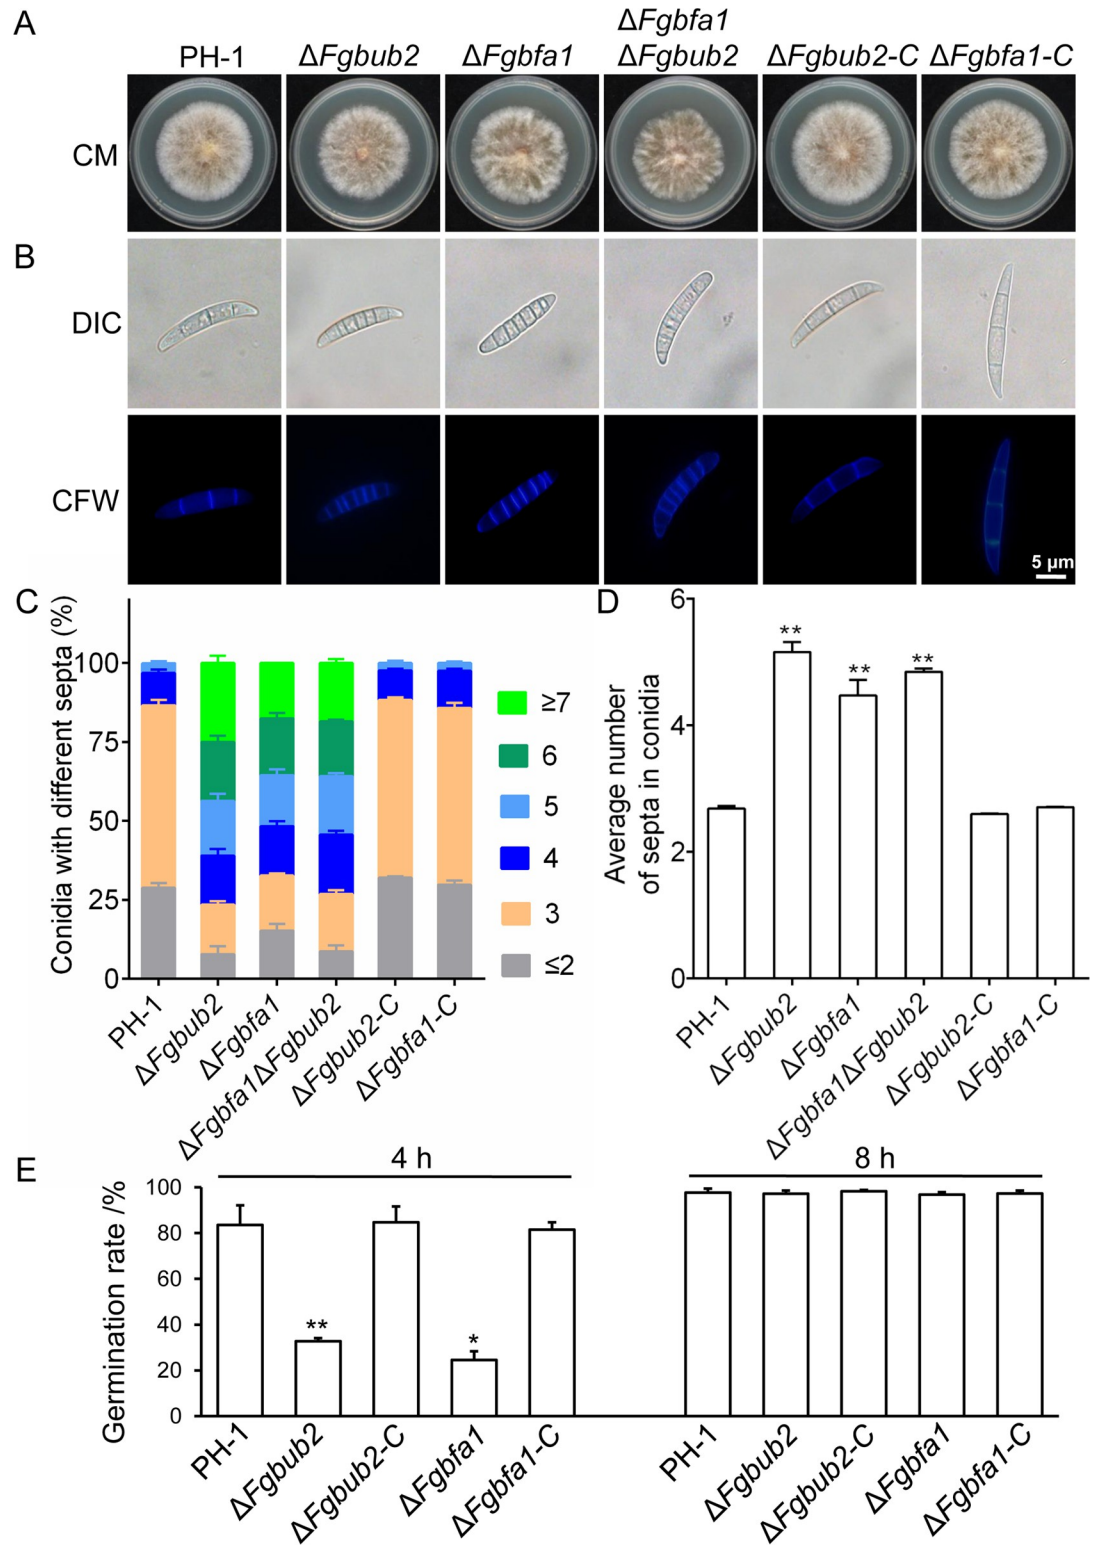 A
PH-1
ΔFgbub2
ΔFgbfa1
ΔFgbfa1
ΔFgbub2
ΔFgbub2-C
ΔFgbfa1-C
CM
B
DIC
CFW
5 μm
C
Conidia with different septa (%)
100
75
50
25
0
≥7
6
5
4
3
≤2
PH-1
ΔFgbub2
ΔFgbfa1
ΔFgbfa1ΔFgbub2
ΔFgbub2-C
ΔFgbfa1-C
D
Average number
of septa in conidia
6
4
2
0
**
**
**
PH-1
ΔFgbub2
ΔFgbfa1
ΔFgbfa1ΔFgbub2
ΔFgbub2-C
ΔFgbfa1-C
E
4 h
8 h
Germination rate /%
100
80
60
40
20
0
**
*
PH-1
ΔFgbub2
ΔFgbub2-C
ΔFgbfa1
ΔFgbfa1-C
PH-1
ΔFgbub2
ΔFgbub2-C
ΔFgbfa1
ΔFgbfa1-C